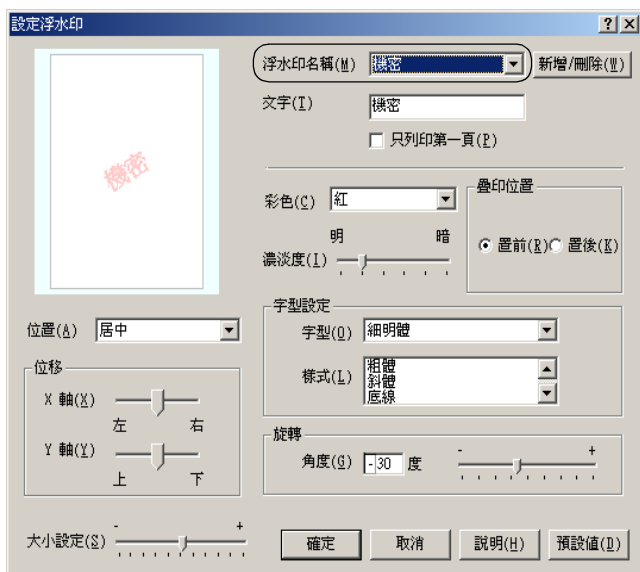 設定浮水印
機密
浮水印名稱(M) 機密 新增/刪除(W)
文字(T) 機密
只列印第一頁(P)
彩色(C) 紅
明 暗
濃淡度(I)
疊印位置
置前(R) 置後(K)
位置(A) 居中
位移
X 軸(X)
左 右
Y 軸(Y)
上 下
字型設定
字型(O) 細明體
樣式(L) 粗體
斜體
底線
旋轉
角度(G) -30 度 - +
大小設定(S) - +
確定 取消 說明(H) 預設值(D)